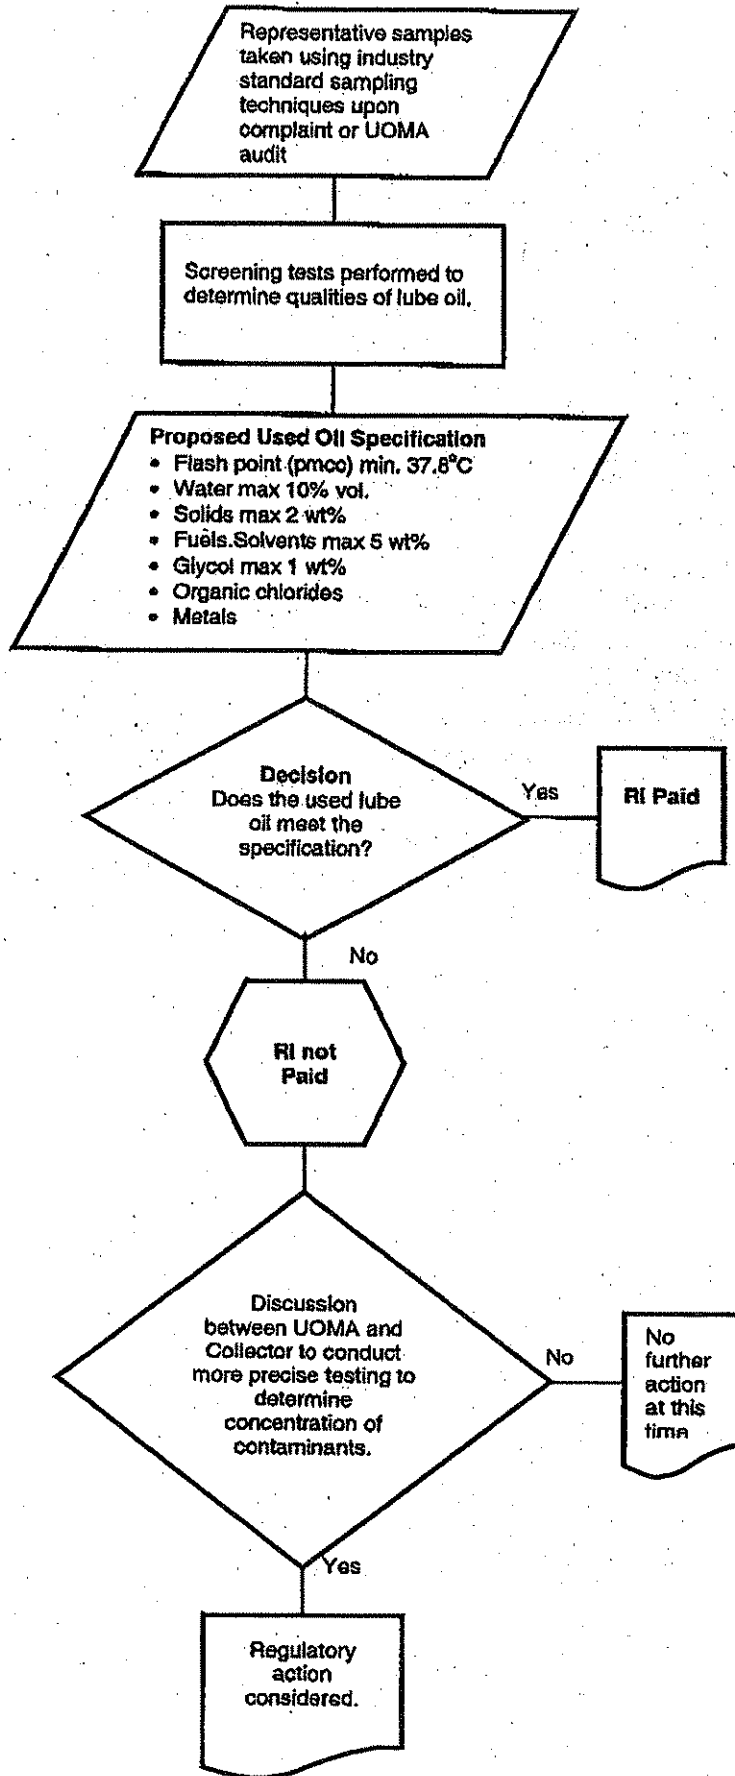 Representative samples
taken using industry
standard sampling
techniques upon
complaint or UOMA
audit
Screening tests performed to
determine qualities of lube oil.
Proposed Used Oil Specification
• Flash point (pmcc) min. 37.8°C
• Water max 10% vol.
• Solids max 2 wt%
• Fuels.Solvents max 5 wt%
• Glycol max 1 wt%
• Organic chlorides
• Metals
Decision
Does the used lube
oil meet the
specification?
Yes
RI Paid
No
RI not
Paid
Discussion
between UOMA and
Collector to conduct
more precise testing to
determine
concentration of
contaminants.
No
No
further
action
at this
time
Yes
Regulatory
action
considered.